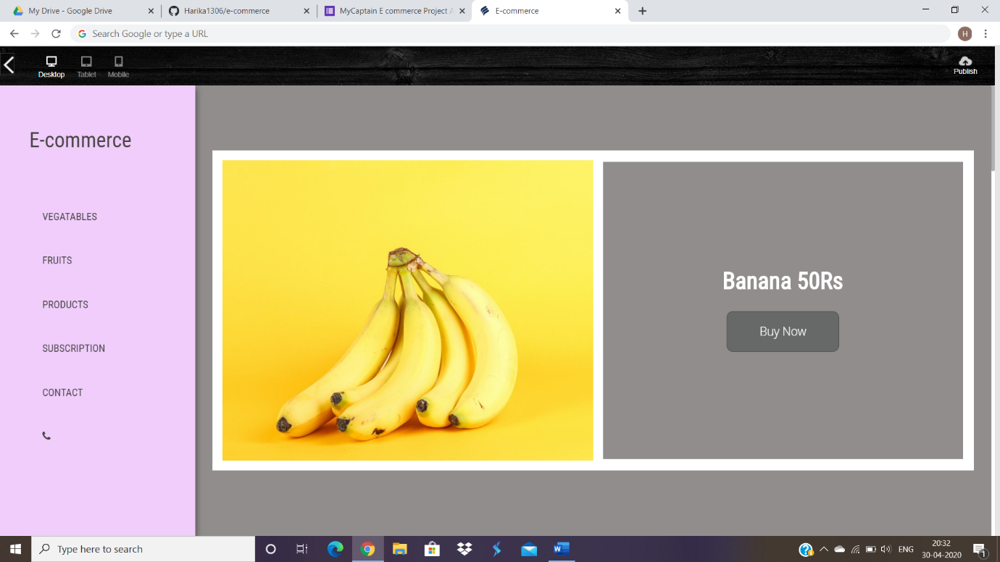 My Drive - Google Drive
Harika1306/e-commerce
MyCaptain E commerce Project A
E-commerce
Search Google or type a URL
H
Desktop
Tablet
Mobile
Publish
E-commerce
VEGATABLES
FRUITS
PRODUCTS
SUBSCRIPTION
CONTACT
Banana 50Rs
Buy Now
Type here to search
ENG
20:32
30-04-2020
1